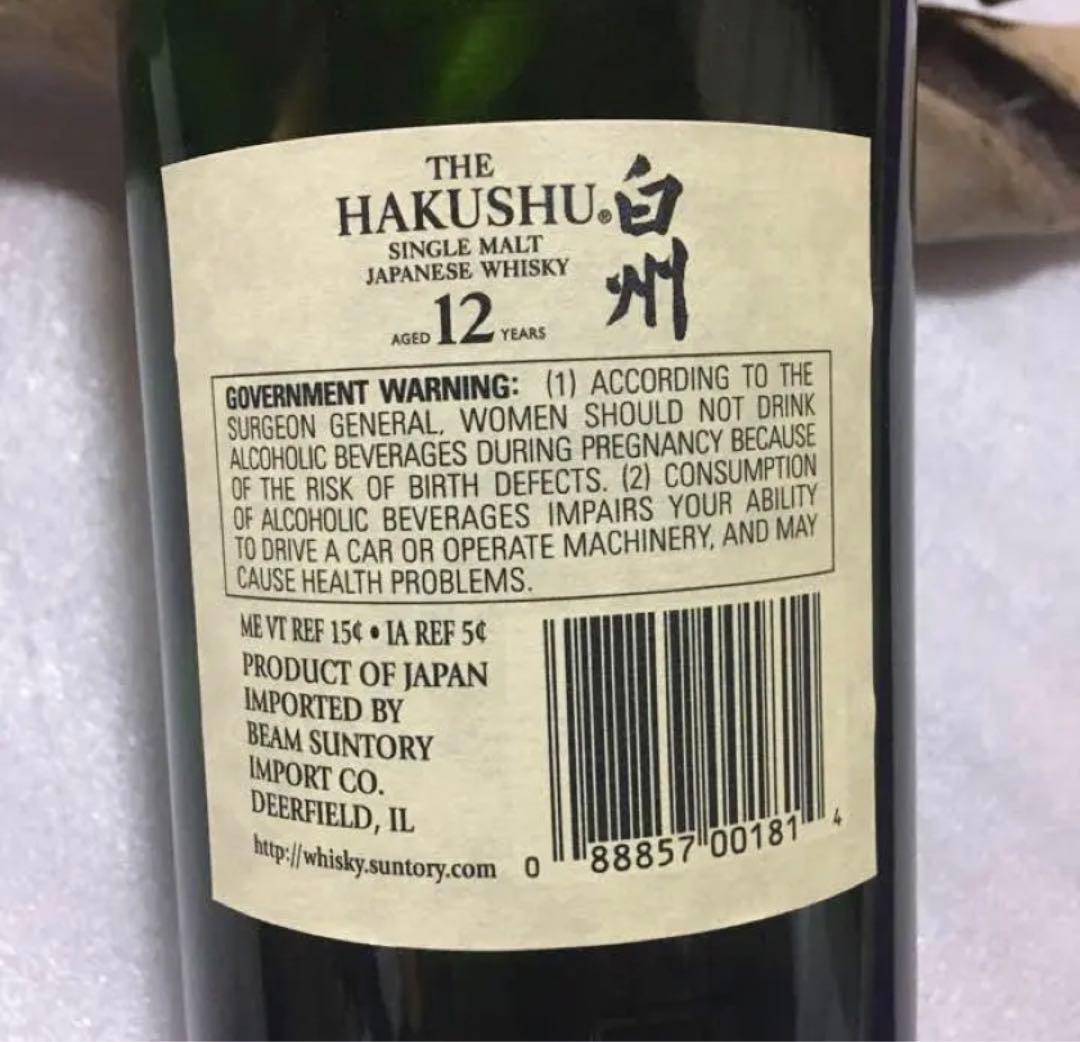 THE
HAKUSHU® 白州
SINGLE MALT
JAPANESE WHISKY
AGED 12 YEARS
GOVERNMENT WARNING: (1) ACCORDING TO THE
SURGEON GENERAL, WOMEN SHOULD NOT DRINK
ALCOHOLIC BEVERAGES DURING PREGNANCY BECAUSE
OF THE RISK OF BIRTH DEFECTS. (2) CONSUMPTION
OF ALCOHOLIC BEVERAGES IMPAIRS YOUR ABILITY
TO DRIVE A CAR OR OPERATE MACHINERY, AND MAY
CAUSE HEALTH PROBLEMS.
ME VT REF 15¢ • IA REF 5¢
PRODUCT OF JAPAN
IMPORTED BY
BEAM SUNTORY
IMPORT CO.
DEERFIELD, IL
http://whisky.suntory.com
0 88857 00181 4